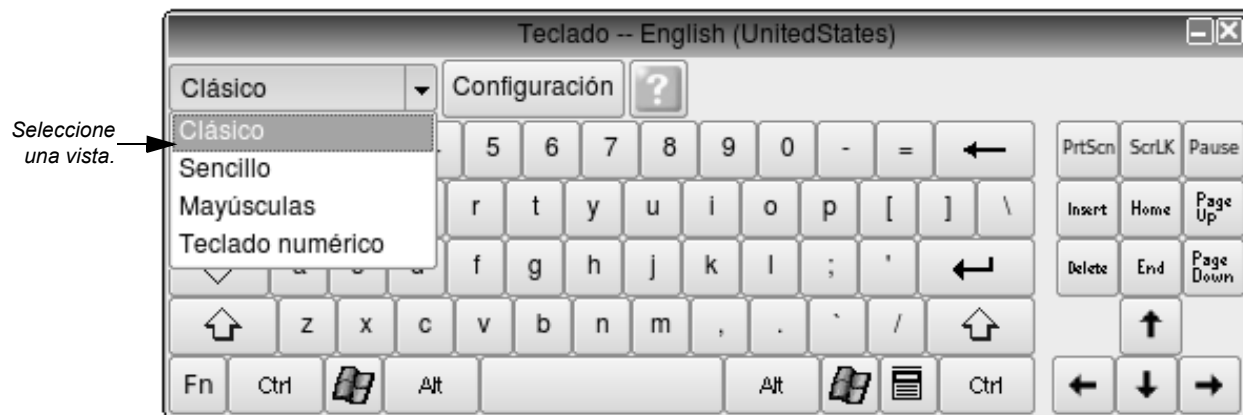 Teclado -- English (UnitedStates)
Clásico Configuración ?
Seleccione
una vista.
Clásico
Sencillo
Mayúsculas
Teclado numérico
5 6 7 8 9 0 - = PrtScn ScrLK Pause
r t y u i o p [ ] \ Insert Home Page Up
f g h j k l ; ' Delete End Page Down
z x c v b n m , . ` /
Fn Ctrl Alt Alt Ctrl